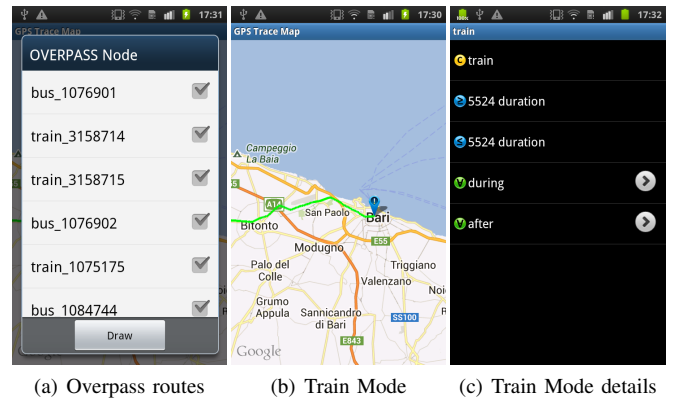 17:31
GPS Trace Map
OVERPASS Node
bus_1076901
train_3158714
train_3158715
bus_1076902
train_1075175
bus_1084744
Draw
(a) Overpass routes
17:30
GPS Trace Map
Campeggio
La Baia
A14
San Paolo
Bari
Bitonto
E55
Modugno
Palo del
Colle
Triggiano
Valenzano
Noi
Grumo
Appula
Sannicandro
di Bari
SS100
E843
Google
(b) Train Mode
100%
17:32
train
C train
≥ 5524 duration
≤ 5524 duration
∀ during
∀ after
(c) Train Mode details